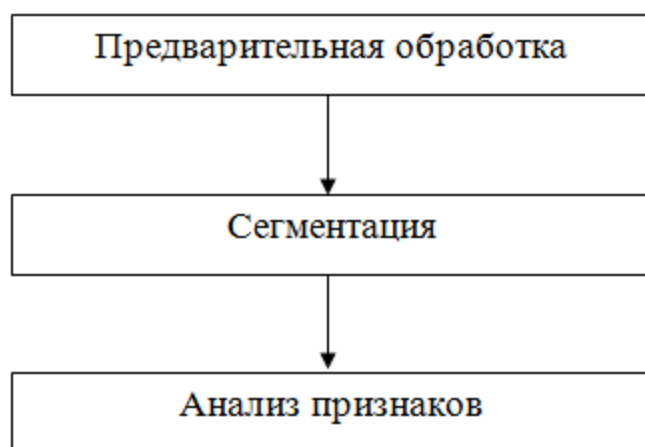 Предварительная обработка
Сегментация
Анализ признаков